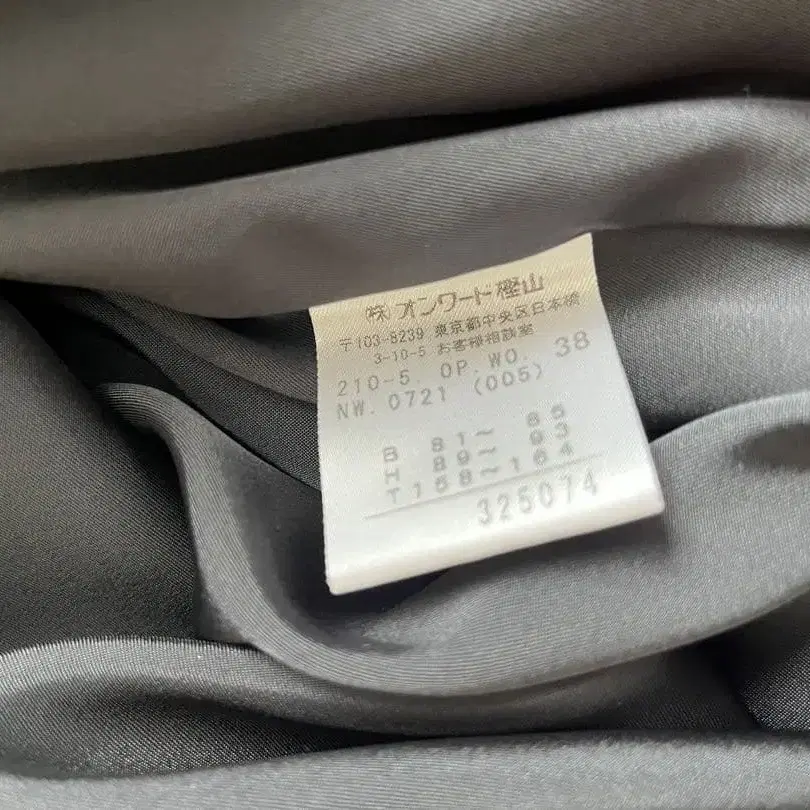 ㈱ オンワード樫山
〒103-8239 東京都中央区日本橋
3-10-5 お客様相談室
210-5. OP.WO. 38
NW. 0721 (005)
B 81～ 85
H 89～ 93
T 158～164
325074